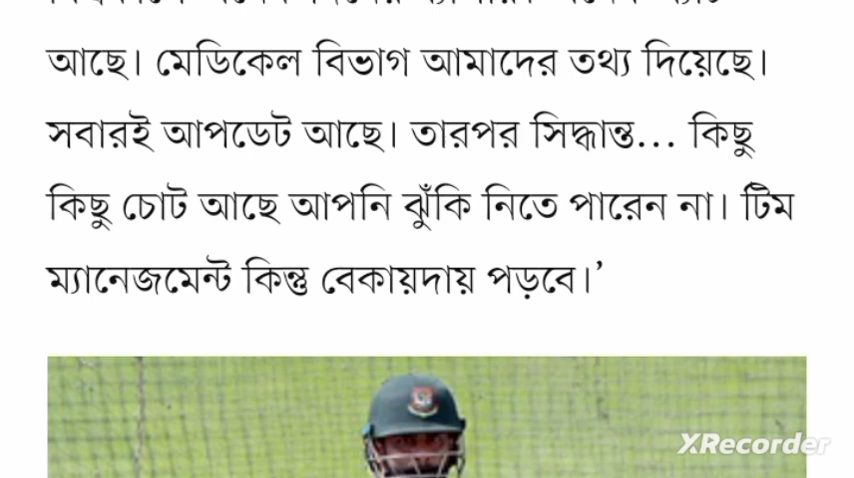 আছে। মেডিকেল বিভাগ আমাদের তথ্য দিয়েছে।
সবারই আপডেট আছে। তারপর সিদ্ধান্ত... কিছু
কিছু চোট আছে আপনি ঝুঁকি নিতে পারেন না। টিম
ম্যানেজমেন্ট কিন্তু বেকায়দায় পড়বে।’
XRecorder